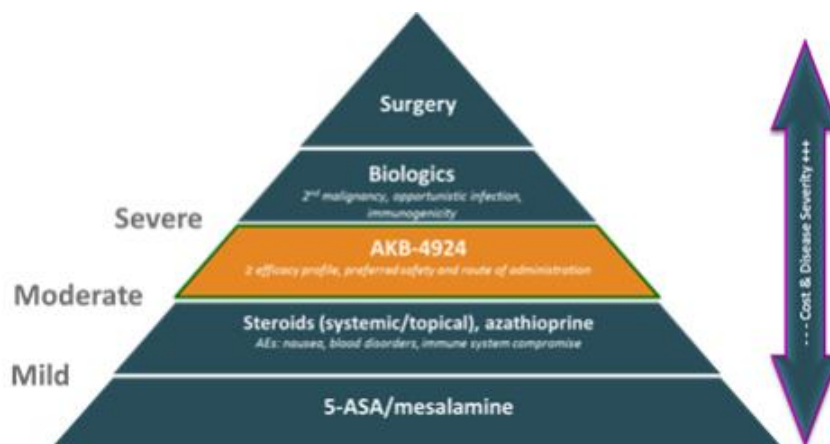 Surgery
Biologics
2nd malignancy, opportunistic infection,
immunogenicity
Severe
AKB-4924
≥ efficacy profile, preferred safety and route of administration
Moderate
Steroids (systemic/topical), azathioprine
AEs: nausea, blood disorders, immune system compromise
Mild
5-ASA/mesalamine
- - - Cost & Disease Severity +++